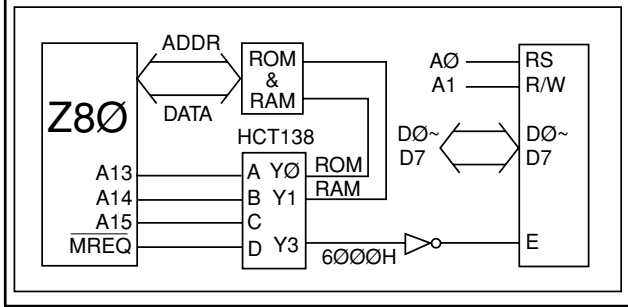 ADDR
DATA
Z8Ø
ROM
&
RAM
HCT138
A13
A14
A15
MREQ
A
B
C
D
YØ
Y1
Y3
ROM
RAM
6ØØØH
AØ
A1
DØ~
D7
RS
R/W
DØ~
D7
E